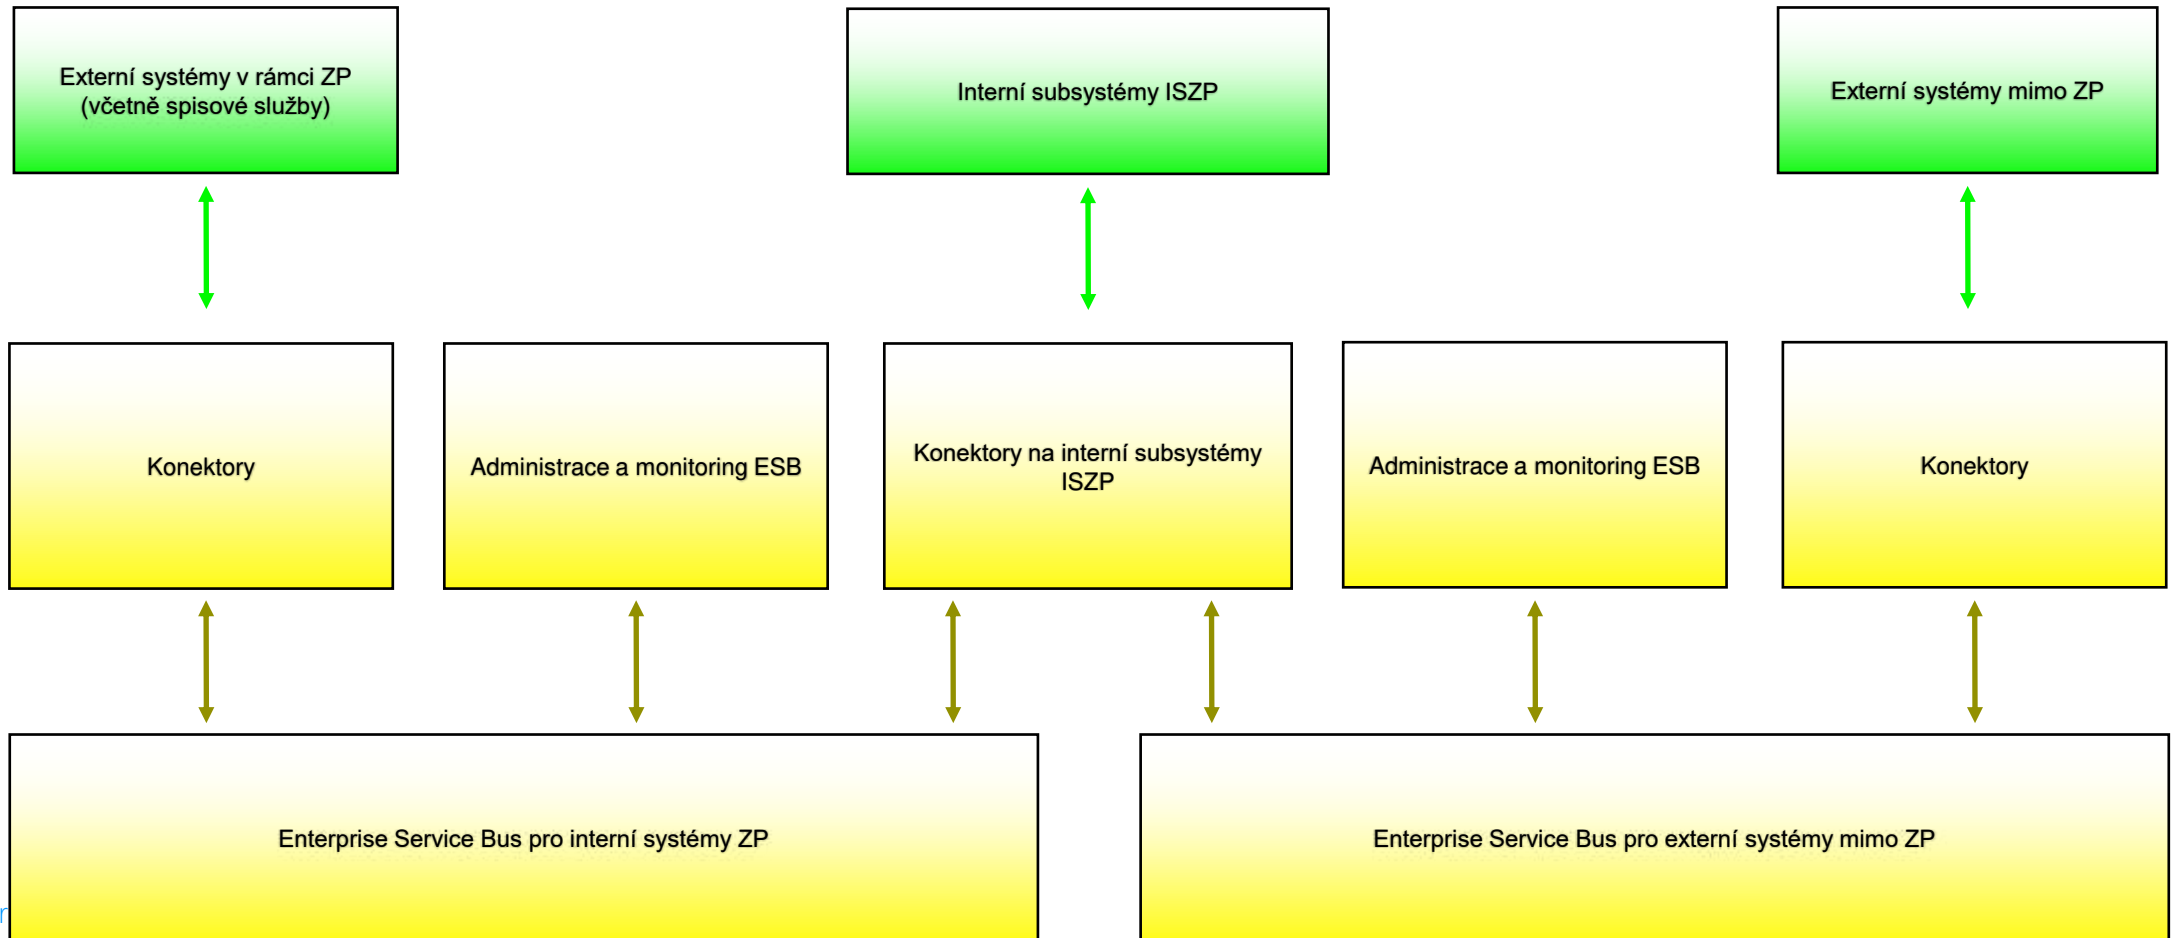 Externí systémy v rámci ZP
(včetně spisové služby)
Interní subsystémy ISZP
Externí systémy mimo ZP
Konektory
Administrace a monitoring ESB
Konektory na interní subsystémy
ISZP
Administrace a monitoring ESB
Konektory
Enterprise Service Bus pro interní systémy ZP
Enterprise Service Bus pro externí systémy mimo ZP